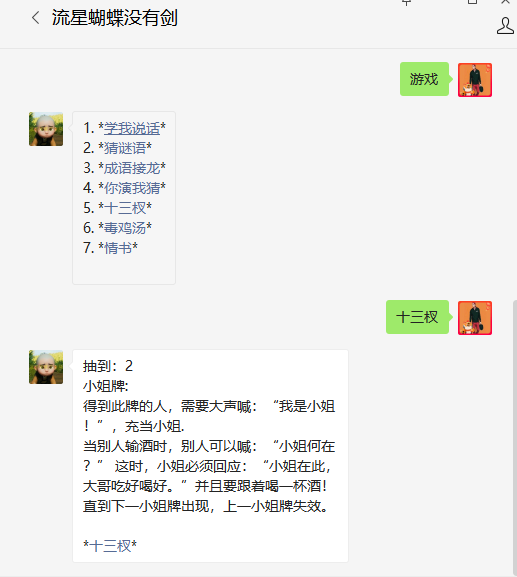 流星蝴蝶没有剑
游戏
1. *学我说话*
2. *猜谜语*
3. *成语接龙*
4. *你演我猜*
5. *十三杈*
6. *毒鸡汤*
7. *情书*
十三杈
抽到：2
小姐牌:
得到此牌的人，需要大声喊：“我是小姐
！”，充当小姐.
当别人输酒时，别人可以喊：“小姐何在
？” 这时，小姐必须回应：“小姐在此，
大哥吃好喝好。”并且要跟着喝一杯酒！
直到下一小姐牌出现，上一小姐牌失效。
*十三杈*